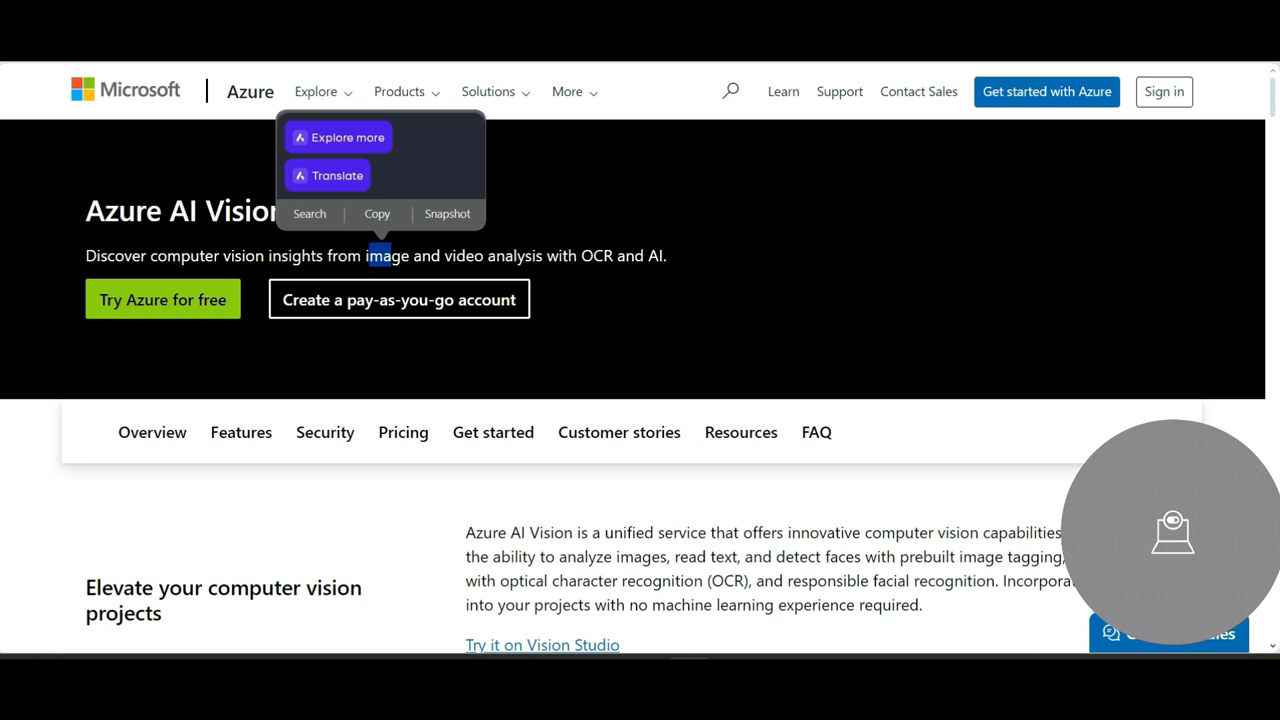 Microsoft
Azure
Explore
Products
Solutions
More
Learn
Support
Contact Sales
Get started with Azure
Sign in
Explore more
Translate
Search
Copy
Snapshot
Azure AI Vision
Discover computer vision insights from image and video analysis with OCR and AI.
Try Azure for free
Create a pay-as-you-go account
Overview
Features
Security
Pricing
Get started
Customer stories
Resources
FAQ
Elevate your computer vision
projects
Azure AI Vision is a unified service that offers innovative computer vision capabilities
the ability to analyze images, read text, and detect faces with prebuilt image tagging,
with optical character recognition (OCR), and responsible facial recognition.
into your projects with no machine learning experience required.
Try it on Vision Studio